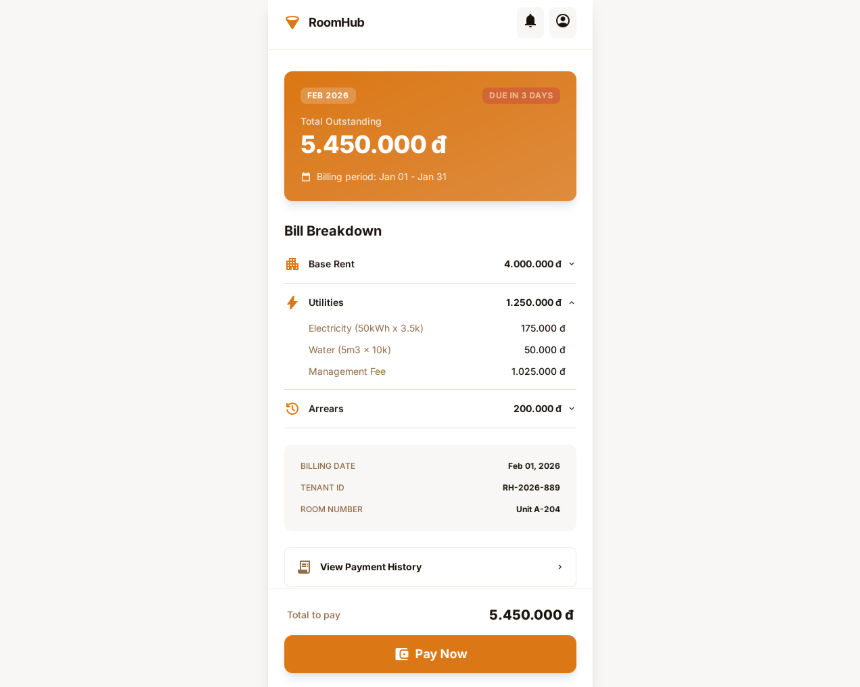 RoomHub
FEB 2026
DUE IN 3 DAYS
Total Outstanding
5.450.000 đ
Billing period: Jan 01 - Jan 31
Bill Breakdown
Base Rent 4.000.000 đ
Utilities 1.250.000 đ
Electricity (50kWh x 3.5k) 175.000 đ
Water (5m3 × 10k) 50.000 đ
Management Fee 1.025.000 đ
Arrears 200.000 đ
BILLING DATE Feb 01, 2026
TENANT ID RH-2026-889
ROOM NUMBER Unit A-204
View Payment History
Total to pay 5.450.000 đ
Pay Now